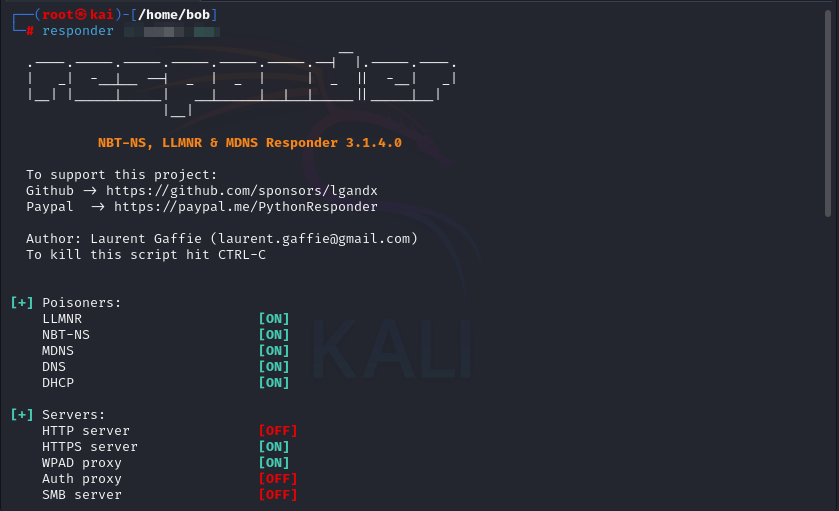 (root㉿kai)-[/home/bob]
# responder
NBT-NS, LLMNR & MDNS Responder 3.1.4.0
To support this project:
Github -> https://github.com/sponsors/lgandx
Paypal  -> https://paypal.me/PythonResponder
Author: Laurent Gaffie (laurent.gaffie@gmail.com)
To kill this script hit CTRL-C
[+] Poisoners:
LLMNR [ON]
NBT-NS [ON]
MDNS [ON]
DNS [ON]
DHCP [ON]
[+] Servers:
HTTP server [OFF]
HTTPS server [ON]
WPAD proxy [ON]
Auth proxy [OFF]
SMB server [OFF]
KALI